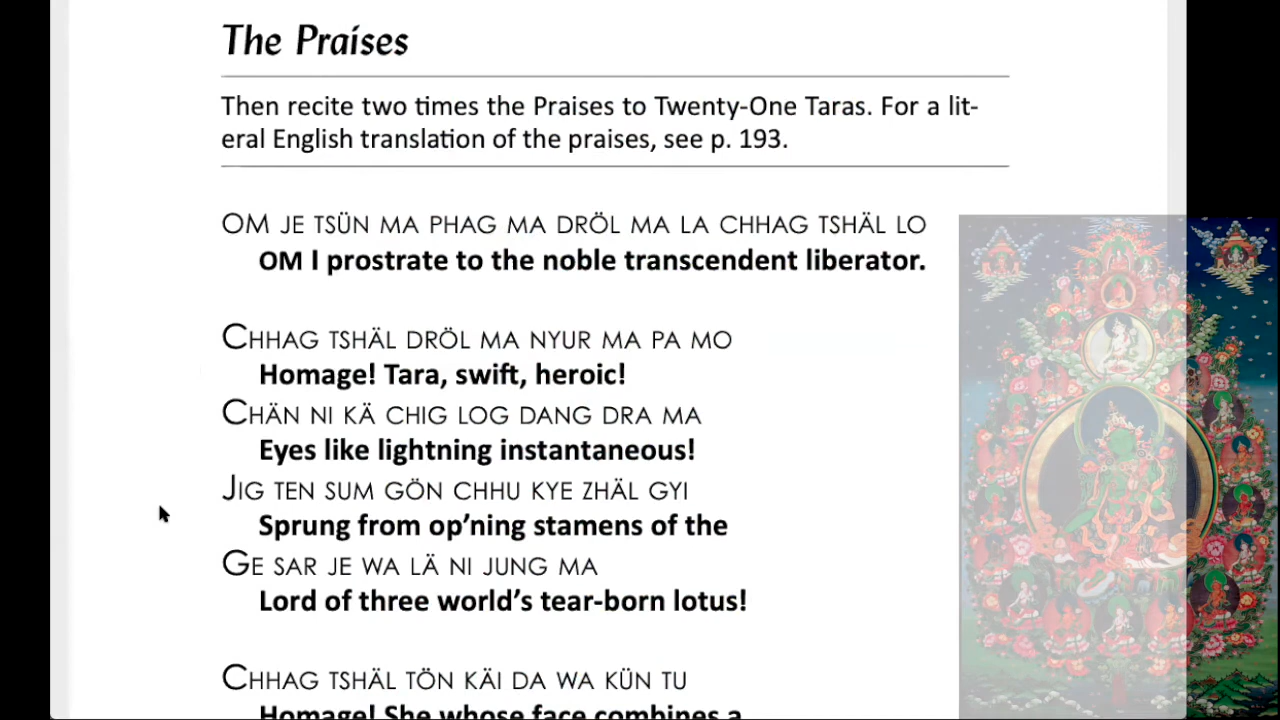 The Praises
Then recite two times the Praises to Twenty-One Taras. For a lit-
eral English translation of the praises, see p. 193.
OM JE TSÜN MA PHAG MA DRÖL MA LA CHHAG TSHÄL LO
OM I prostrate to the noble transcendent liberator.
CHHAG TSHÄL DRÖL MA NYUR MA PA MO
Homage! Tara, swift, heroic!
CHÄN NI KÄ CHIG LOG DANG DRA MA
Eyes like lightning instantaneous!
JIG TEN SUM GÖN CHHU KYE ZHÄL GYI
Sprung from op’ning stamens of the
GE SAR JE WA LÄ NI JUNG MA
Lord of three world’s tear-born lotus!
CHHAG TSHÄL TÖN KÄI DA WA KÜN TU
Homage! She whose face combines a